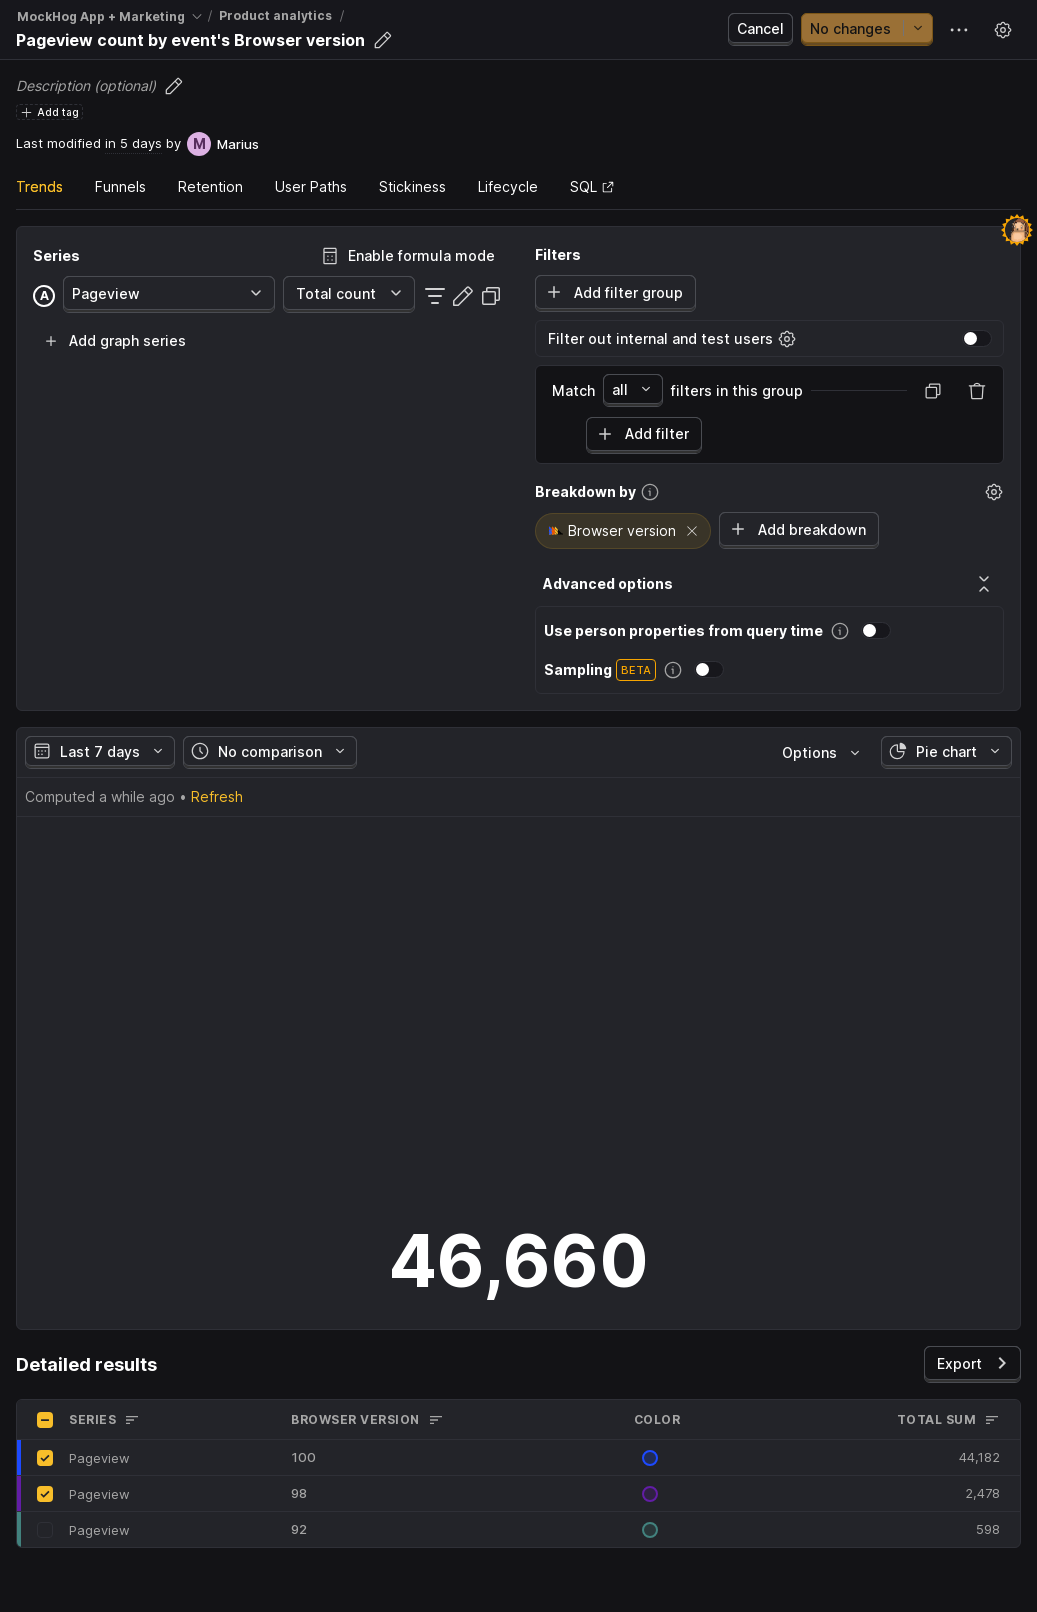 MockHog App + Marketing / Product analytics /
Pageview count by event's Browser version
Cancel
No changes
Description (optional)
Add tag
Last modified in 5 days by M Marius
Trends
Funnels
Retention
User Paths
Stickiness
Lifecycle
SQL
Series
Enable formula mode
A
Pageview
Total count
Add graph series
Filters
Add filter group
Filter out internal and test users
Match all filters in this group
Add filter
Breakdown by
Browser version
Add breakdown
Advanced options
Use person properties from query time
Sampling BETA
Last 7 days
No comparison
Options
Pie chart
Computed a while ago • Refresh
46,660
Detailed results
Export
SERIES BROWSER VERSION COLOR TOTAL SUM
Pageview 100 44,182
Pageview 98 2,478
Pageview 92 598